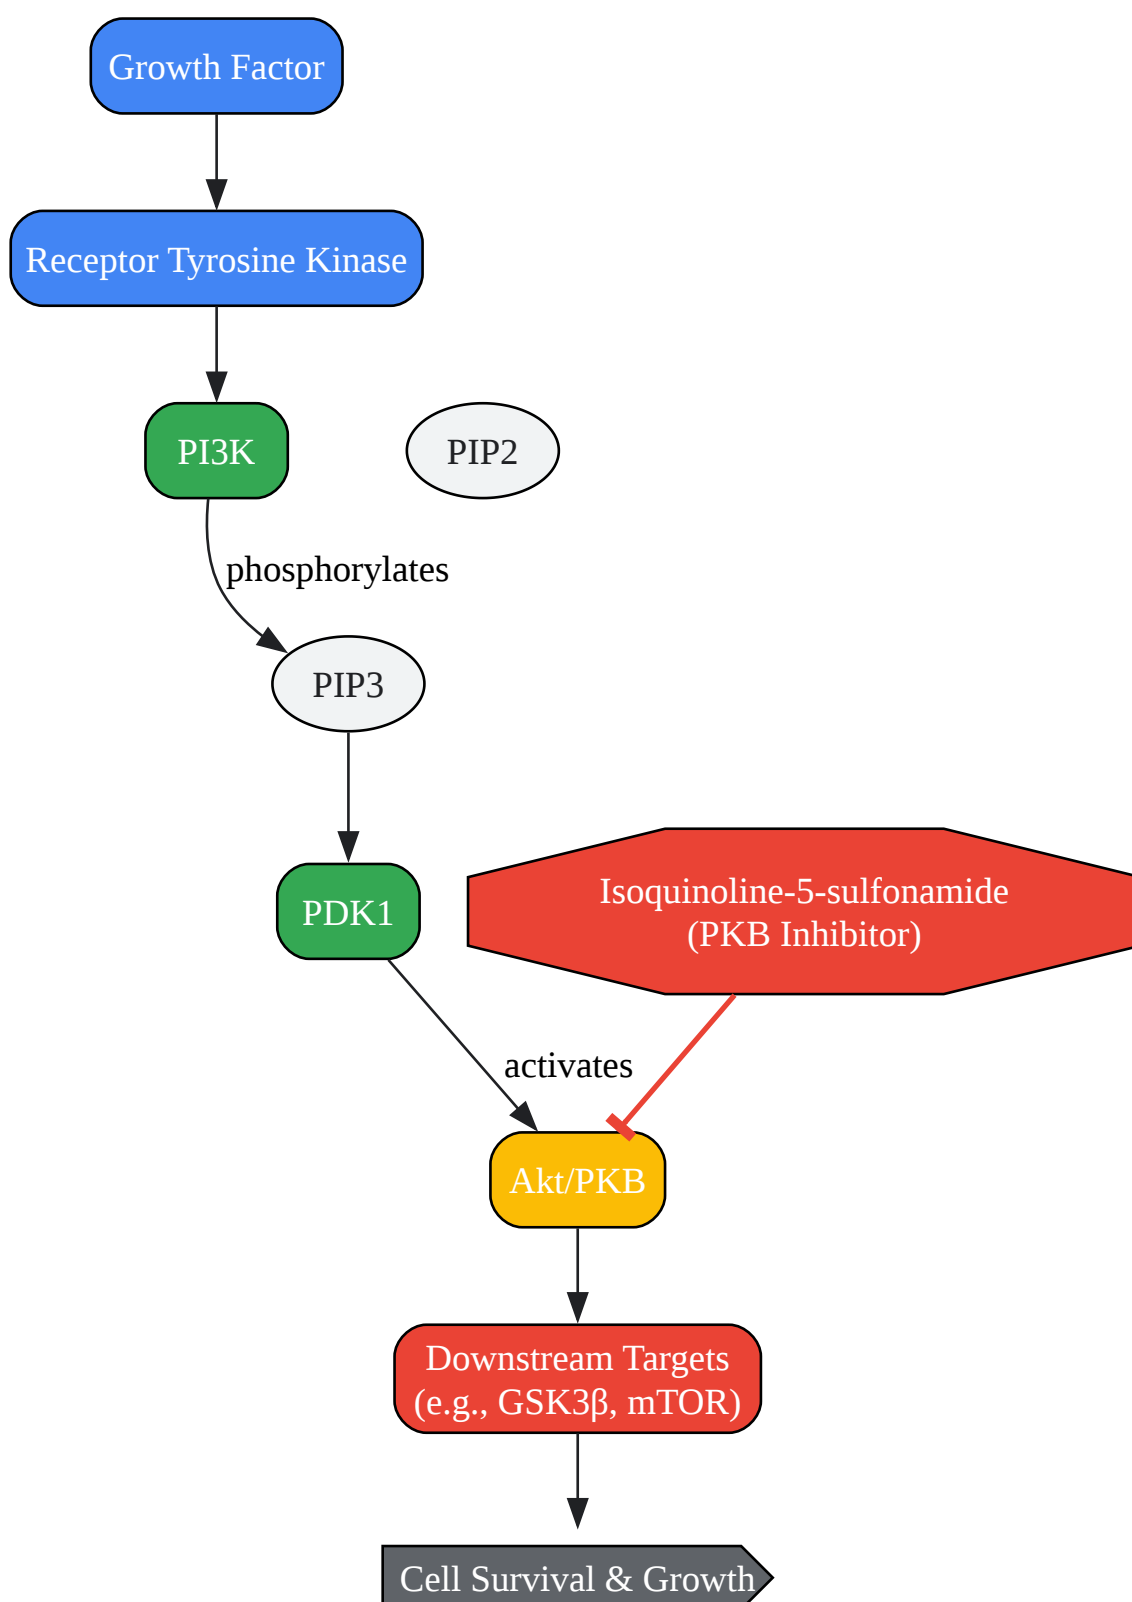 Growth Factor
Receptor Tyrosine Kinase
PI3K
PIP2
phosphorylates
PIP3
PDK1
Isoquinoline-5-sulfonamide
(PKB Inhibitor)
activates
Akt/PKB
Downstream Targets
(e.g., GSK3β, mTOR)
Cell Survival & Growth